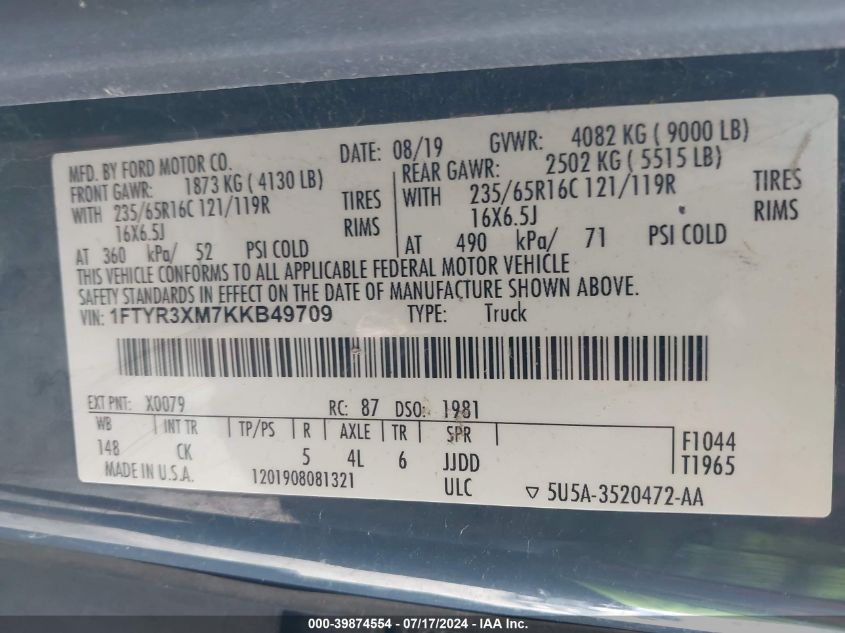 MFD. BY FORD MOTOR CO. DATE: 08/19 GVWR: 4082 KG ( 9000 LB)
FRONT GAWR: 1873 KG ( 4130 LB) REAR GAWR: 2502 KG ( 5515 LB)
WITH 235/65R16C 121/119R TIRES WITH 235/65R16C 121/119R TIRES
16X6.5J RIMS 16X6.5J RIMS
AT 360 kPa/ 52 PSI COLD AT 490 kPa/ 71 PSI COLD
THIS VEHICLE CONFORMS TO ALL APPLICABLE FEDERAL MOTOR VEHICLE
SAFETY STANDARDS IN EFFECT ON THE DATE OF MANUFACTURE SHOWN ABOVE.
VIN: 1FTYR3XM7KKB49709 TYPE: Truck
EXT PNT: X0079 RC: 87 DSO: 1981
WB INT TR TP/PS R AXLE TR SPR F1044
148 CK 5 4L 6 JJDD T1965
MADE IN U.S.A. 1201908081321 ULC ▽ 5U5A-3520472-AA
000-39874554 / 07/17/2024 / IAA Inc.